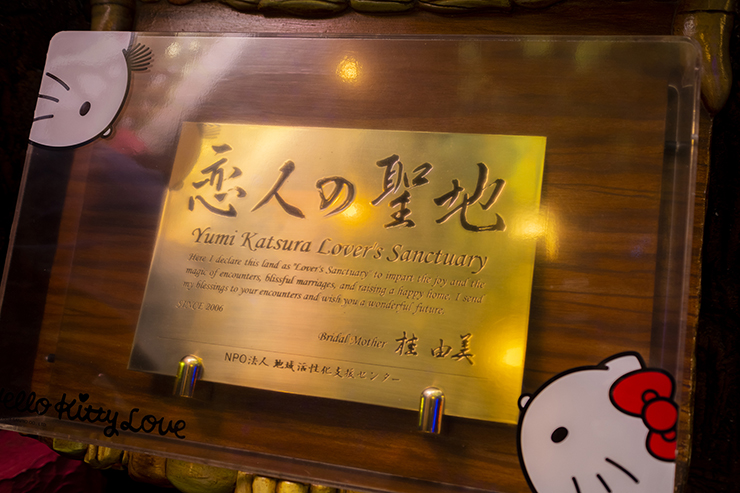 恋人の聖地
Yumi Katsura Lover's Sanctuary
Here I declare this land as "Lover's Sanctuary" to impart the joy and the
magic of encounters, blissful marriages, and raising a happy home. I send
my blessings to your encounters and wish you a wonderful future.
SINCE 2006
Bridal Mother 桂 由美
NPO法人 地域活性化支援センター
Hello Kitty Love